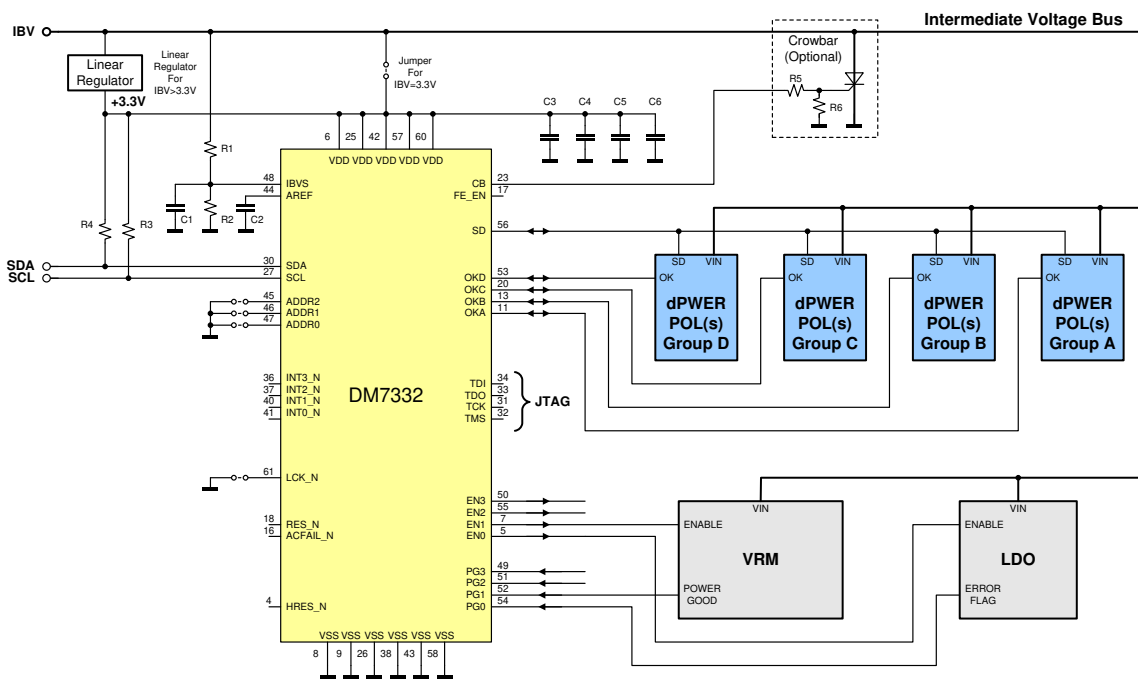 Intermediate Voltage Bus
IBV
Linear
Regulator
Linear
Regulator
For
IBV>3.3V
+3.3V
Jumper
For
IBV=3.3V
Crowbar
(Optional)
R5
R6
C3 C4 C5 C6
R1
6 25 42 57 60
VDD VDD VDD VDD VDD
48 IBVS
44 AREF
C1 R2 C2
R4 R3
SDA
SCL
30 SDA
27 SCL
45 ADDR2
46 ADDR1
47 ADDR0
36 INT3_N
37 INT2_N
40 INT1_N
41 INT0_N
61 LCK_N
18 RES_N
16 ACFAIL_N
4 HRES_N
DM7332
CB 23
FE_EN 17
SD 56
OKD 53
OKC 20
OKB 13
OKA 11
TDI 34
TDO 33
TCK 31
TMS 32
JTAG
EN3 50
EN2 55
EN1 7
EN0 5
PG3 49
PG2 51
PG1 52
PG0 54
VSS VSS VSS VSS VSS VSS
8 9 26 38 43 58
SD VIN
OK
dPWER
POL(s)
Group D
SD VIN
OK
dPWER
POL(s)
Group C
SD VIN
OK
dPWER
POL(s)
Group B
SD VIN
OK
dPWER
POL(s)
Group A
VIN
ENABLE
VRM
POWER
GOOD
VIN
ENABLE
LDO
ERROR
FLAG